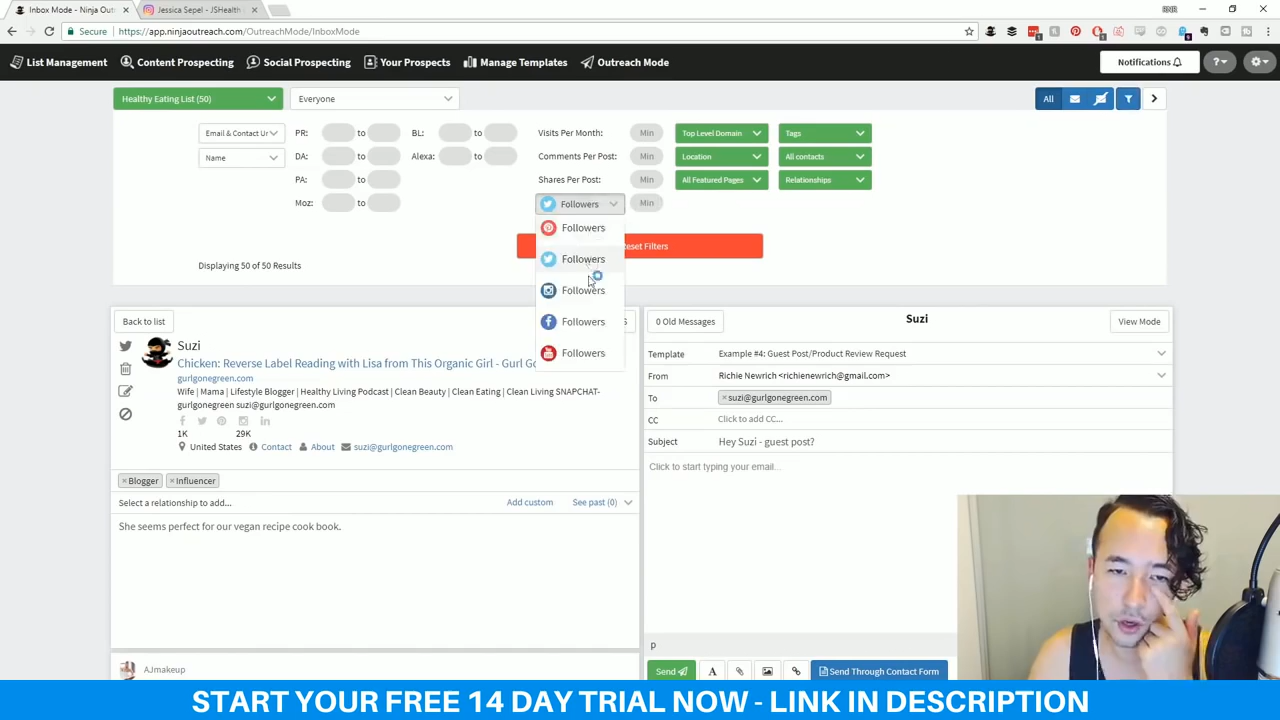 Inbox Mode - Ninja Outr
Jessica Sepel - JSHealth
Secure
https://app.ninjaoutreach.com/OutreachMode/InboxMode
List Management
Content Prospecting
Social Prospecting
Your Prospects
Manage Templates
Outreach Mode
Notifications
Healthy Eating List (50)
Everyone
All
Email & Contact Ur
PR: to
BL: to
Visits Per Month: Min
Top Level Domain
Tags
Name
DA: to
Alexa: to
Comments Per Post: Min
Location
All contacts
PA: to
Shares Per Post: Min
All Featured Pages
Relationships
Moz: to
Followers
Min
Followers
Reset Filters
Followers
Displaying 50 of 50 Results
Followers
Followers
Followers
Back to list
Suzi
Chicken: Reverse Label Reading with Lisa from This Organic Girl - Gurl Go
gurlgonegreen.com
Wife | Mama | Lifestyle Blogger | Healthy Living Podcast | Clean Beauty | Clean Eating | Clean Living SNAPCHAT-
gurlgonegreen suzi@gurlgonegreen.com
1K
29K
United States
Contact
About
suzi@gurlgonegreen.com
× Blogger
× Influencer
Select a relationship to add...
Add custom
See past (0)
She seems perfect for our vegan recipe cook book.
AJmakeup
0 Old Messages
Suzi
View Mode
Template
Example #4: Guest Post/Product Review Request
From
Richie Newrich <richienewrich@gmail.com>
To
× suzi@gurlgonegreen.com
CC
Click to add CC...
Subject
Hey Suzi - guest post?
Click to start typing your email...
p
Send
A
Send Through Contact Form
START YOUR FREE 14 DAY TRIAL NOW - LINK IN DESCRIPTION